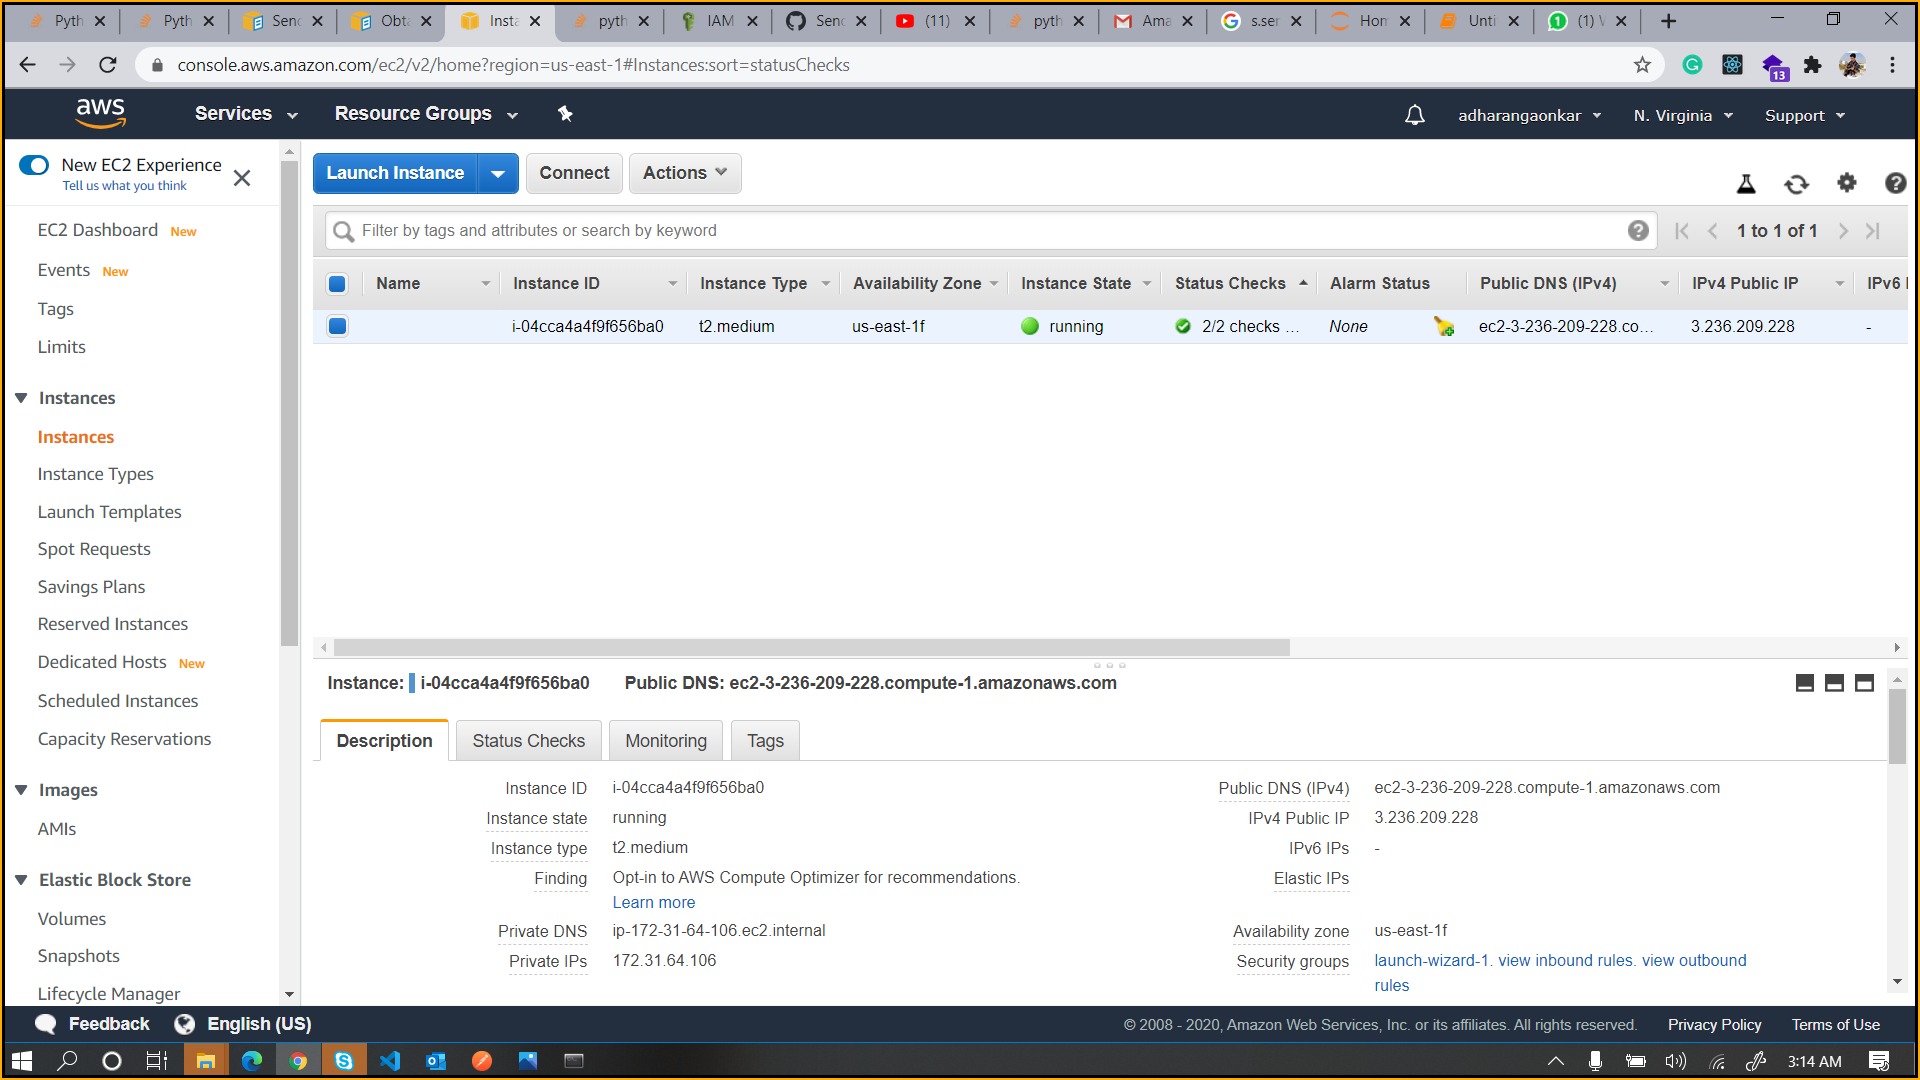 Pyth Pyth Senc Obta Insta pyth IAM Senc (11) pyth Ama s.ser Hom Unti (1) V
console.aws.amazon.com/ec2/v2/home?region=us-east-1#Instances:sort=statusChecks
13
aws Services Resource Groups adharangaonkar N. Virginia Support
New EC2 Experience
Tell us what you think
EC2 Dashboard New
Events New
Tags
Limits
Instances
Instances
Instance Types
Launch Templates
Spot Requests
Savings Plans
Reserved Instances
Dedicated Hosts New
Scheduled Instances
Capacity Reservations
Images
AMIs
Elastic Block Store
Volumes
Snapshots
Lifecycle Manager
Launch Instance Connect Actions
Filter by tags and attributes or search by keyword 1 to 1 of 1
Name Instance ID Instance Type Availability Zone Instance State Status Checks Alarm Status Public DNS (IPv4) IPv4 Public IP IPv6 I
i-04cca4a4f9f656ba0 t2.medium us-east-1f running 2/2 checks ... None ec2-3-236-209-228.co... 3.236.209.228 -
Instance: i-04cca4a4f9f656ba0 Public DNS: ec2-3-236-209-228.compute-1.amazonaws.com
Description Status Checks Monitoring Tags
Instance ID i-04cca4a4f9f656ba0 Public DNS (IPv4) ec2-3-236-209-228.compute-1.amazonaws.com
Instance state running IPv4 Public IP 3.236.209.228
Instance type t2.medium IPv6 IPs -
Finding Opt-in to AWS Compute Optimizer for recommendations. Elastic IPs
Learn more
Private DNS ip-172-31-64-106.ec2.internal Availability zone us-east-1f
Private IPs 172.31.64.106 Security groups launch-wizard-1. view inbound rules. view outbound
rules
Feedback English (US) © 2008 - 2020, Amazon Web Services, Inc. or its affiliates. All rights reserved. Privacy Policy Terms of Use
3:14 AM